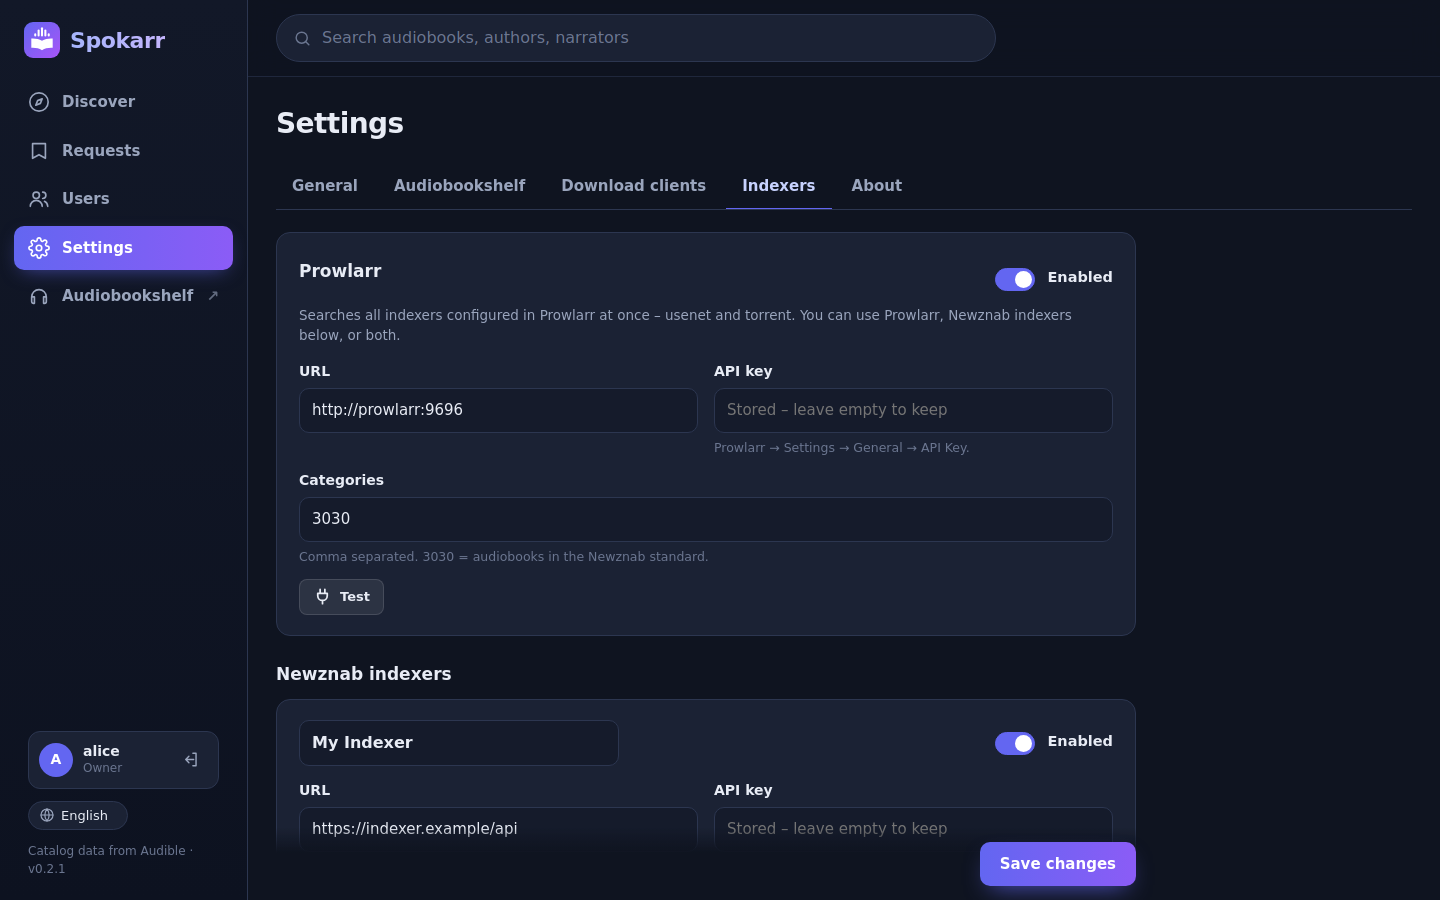 Spokarr
Search audiobooks, authors, narrators
Discover
Requests
Users
Settings
Audiobookshelf ↗
Settings
General
Audiobookshelf
Download clients
Indexers
About
Prowlarr
Enabled
Searches all indexers configured in Prowlarr at once – usenet and torrent. You can use Prowlarr, Newznab indexers
below, or both.
URL
API key
http://prowlarr:9696
Stored – leave empty to keep
Prowlarr → Settings → General → API Key.
Categories
3030
Comma separated. 3030 = audiobooks in the Newznab standard.
Test
Newznab indexers
My Indexer
Enabled
URL
API key
https://indexer.example/api
Stored – leave empty to keep
Save changes
A
alice
Owner
English
Catalog data from Audible ·
v0.2.1